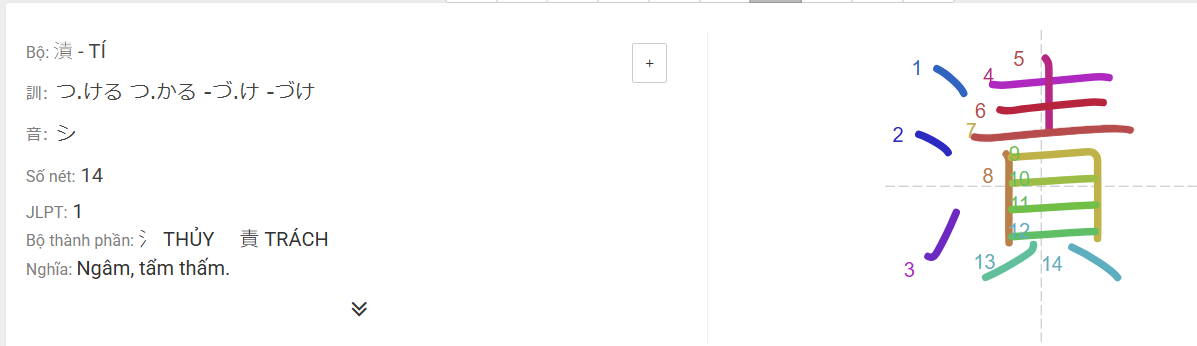 Bộ: 漬 - TÍ
+
訓: つ.ける つ.かる -づ.け -づけ
音: シ
Số nét: 14
JLPT: 1
Bộ thành phần: 氵 THỦY 責 TRÁCH
Nghĩa: Ngâm, tẩm thấm.
漬
1
2
3
4
5
6
7
8
9
10
11
12
13
14